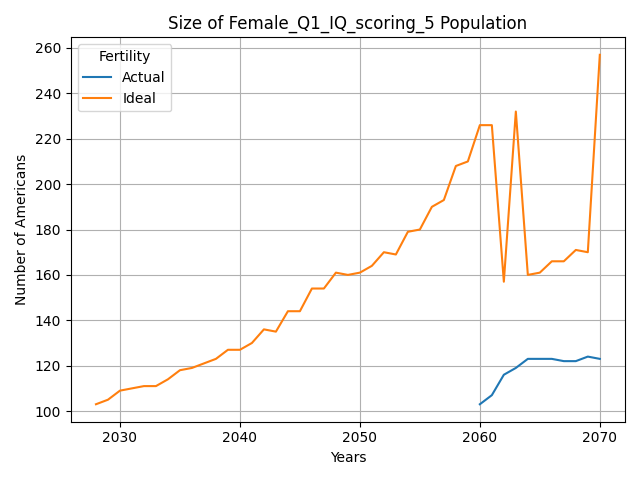 Size of Female_Q1_IQ_scoring_5 Population
Fertility
Actual
Ideal
Number of Americans
260
240
220
200
180
160
140
120
100
2030
2040
2050
2060
2070
Years